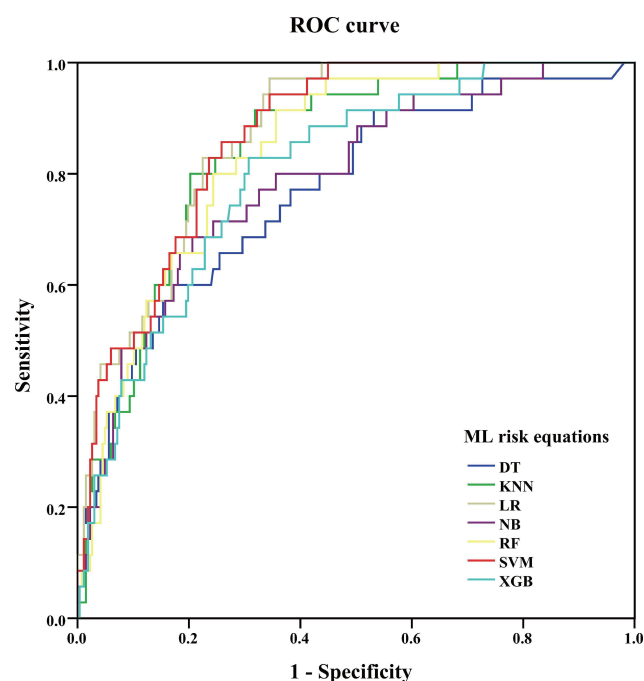 ROC curve
1.0
0.8
0.6
0.4
0.2
0.0
Sensitivity
ML risk equations
DT
KNN
LR
NB
RF
SVM
XGB
0.0
0.2
0.4
0.6
0.8
1.0
1 - Specificity